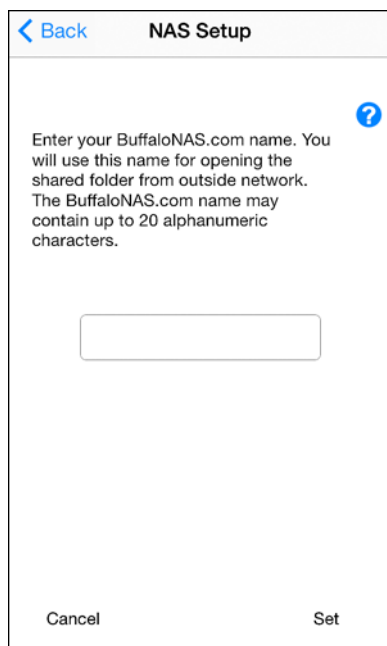 Back NAS Setup
?
Enter your BuffaloNAS.com name. You
will use this name for opening the
shared folder from outside network.
The BuffaloNAS.com name may
contain up to 20 alphanumeric
characters.
Cancel Set